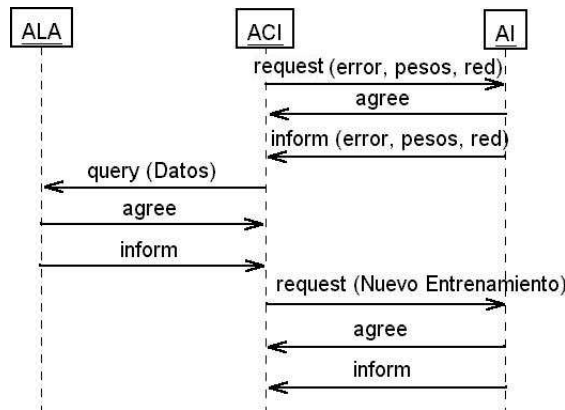 ALA
ACI
AI
request (error, pesos, red)
agree
inform (error, pesos, red)
query (Datos)
agree
inform
request (Nuevo Entrenamiento)
agree
inform